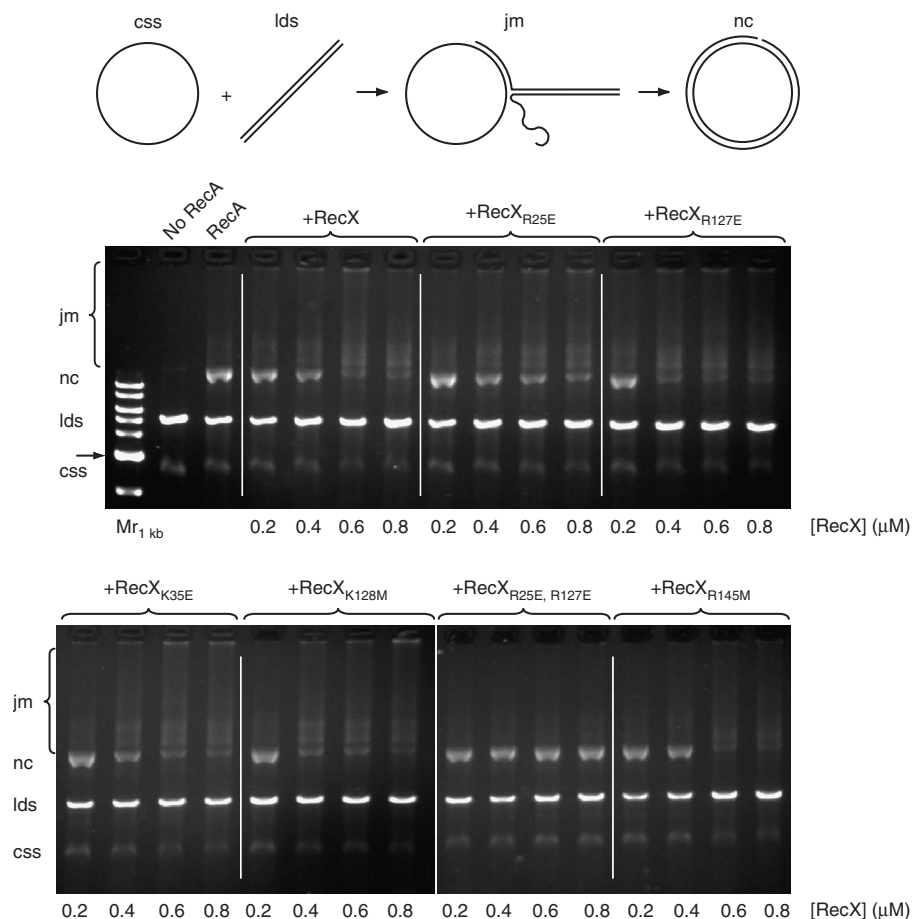 css lds jm nc
+
No RecA RecA +RecX +RecX_R25E +RecX_R127E
jm
nc
lds
css
Mr_1 kb 0.2 0.4 0.6 0.8 0.2 0.4 0.6 0.8 0.2 0.4 0.6 0.8 [RecX] (μM)
+RecX_K35E +RecX_K128M +RecX_R25E, R127E +RecX_R145M
jm
nc
lds
css
0.2 0.4 0.6 0.8 0.2 0.4 0.6 0.8 0.2 0.4 0.6 0.8 0.2 0.4 0.6 0.8 [RecX] (μM)